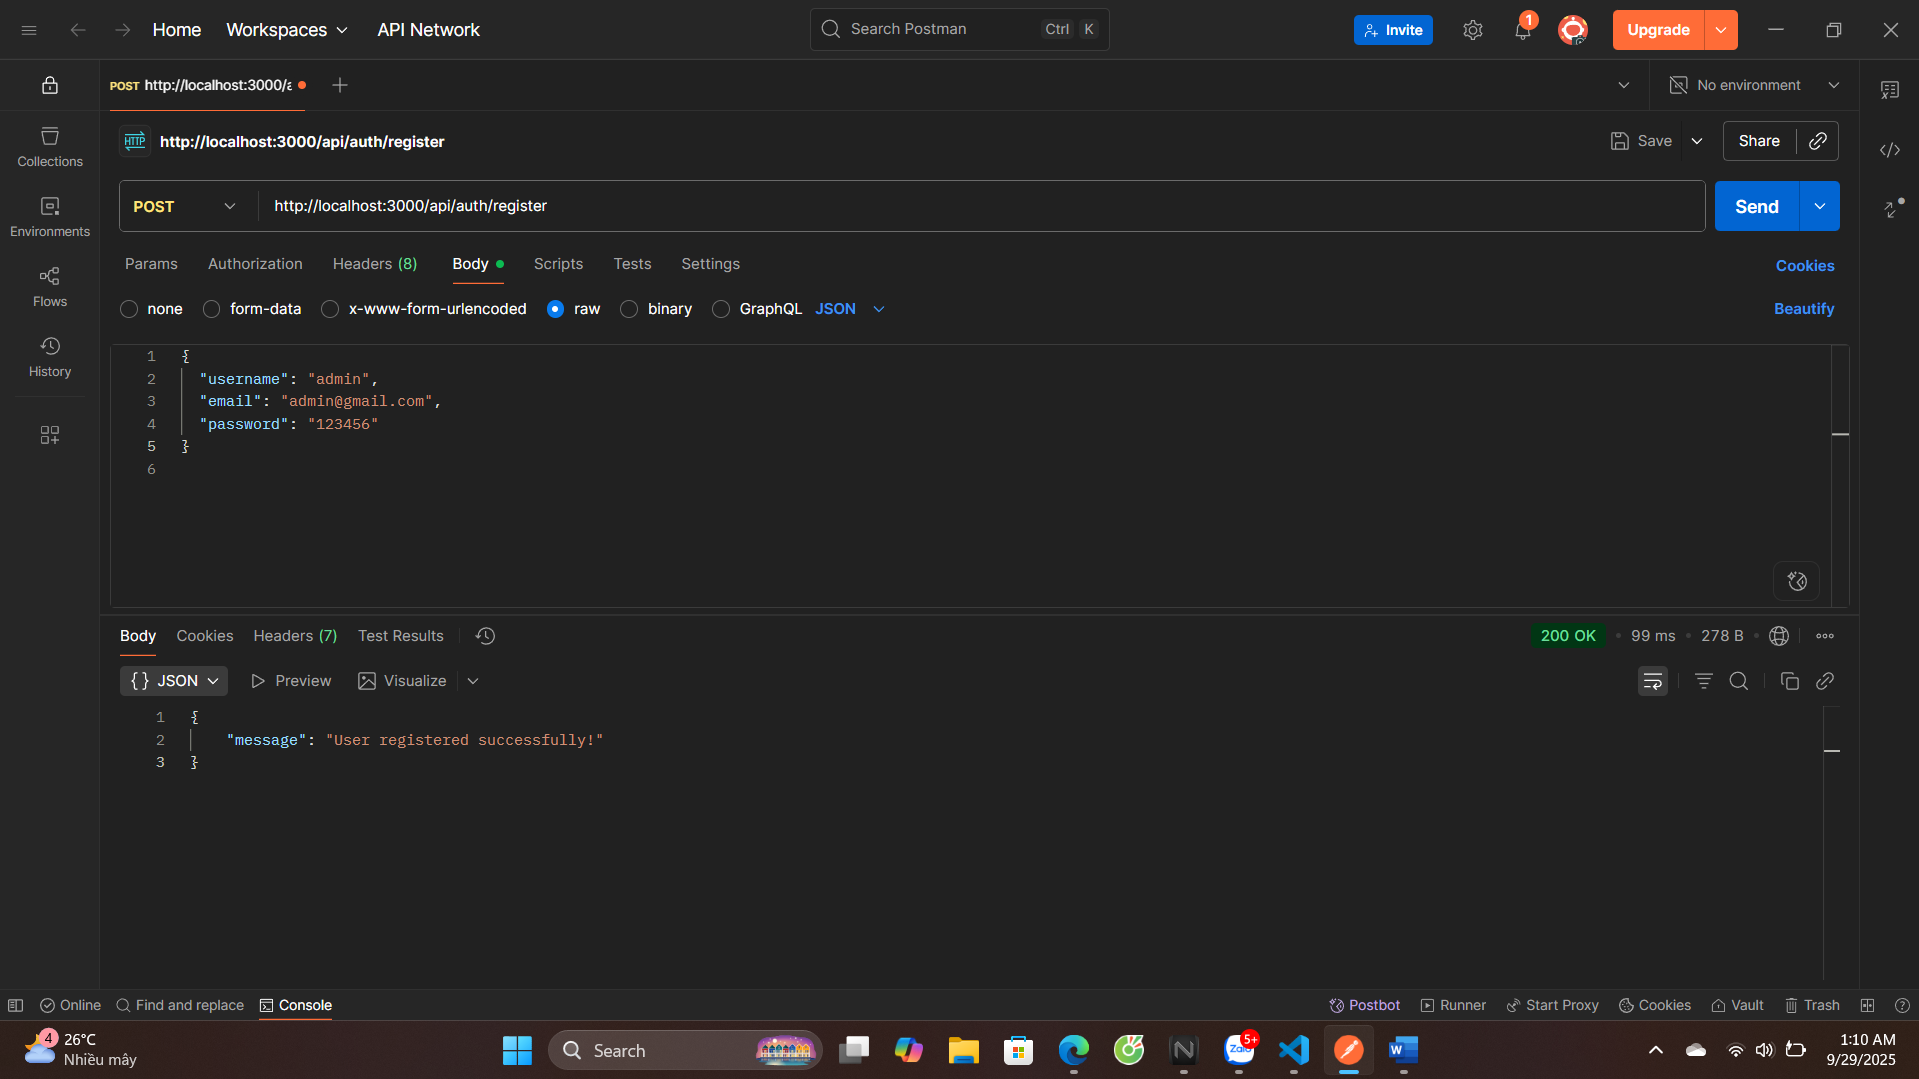 Home Workspaces API Network Search Postman Ctrl K Invite 1 Upgrade
POST http://localhost:3000/a No environment
HTTP http://localhost:3000/api/auth/register Save Share
POST http://localhost:3000/api/auth/register Send
Collections
Environments
Flows
History
Params Authorization Headers (8) Body Scripts Tests Settings Cookies
none form-data x-www-form-urlencoded raw binary GraphQL JSON Beautify
1 {
2 "username": "admin",
3 "email": "admin@gmail.com",
4 "password": "123456"
5 }
6
Body Cookies Headers (7) Test Results 200 OK • 99 ms • 278 B •
{} JSON Preview Visualize
1 {
2 "message": "User registered successfully!"
3 }
Online Find and replace Console Postbot Runner Start Proxy Cookies Vault Trash
4 26°C
Nhiều mây
Search
Zalo 5+
W
1:10 AM
9/29/2025